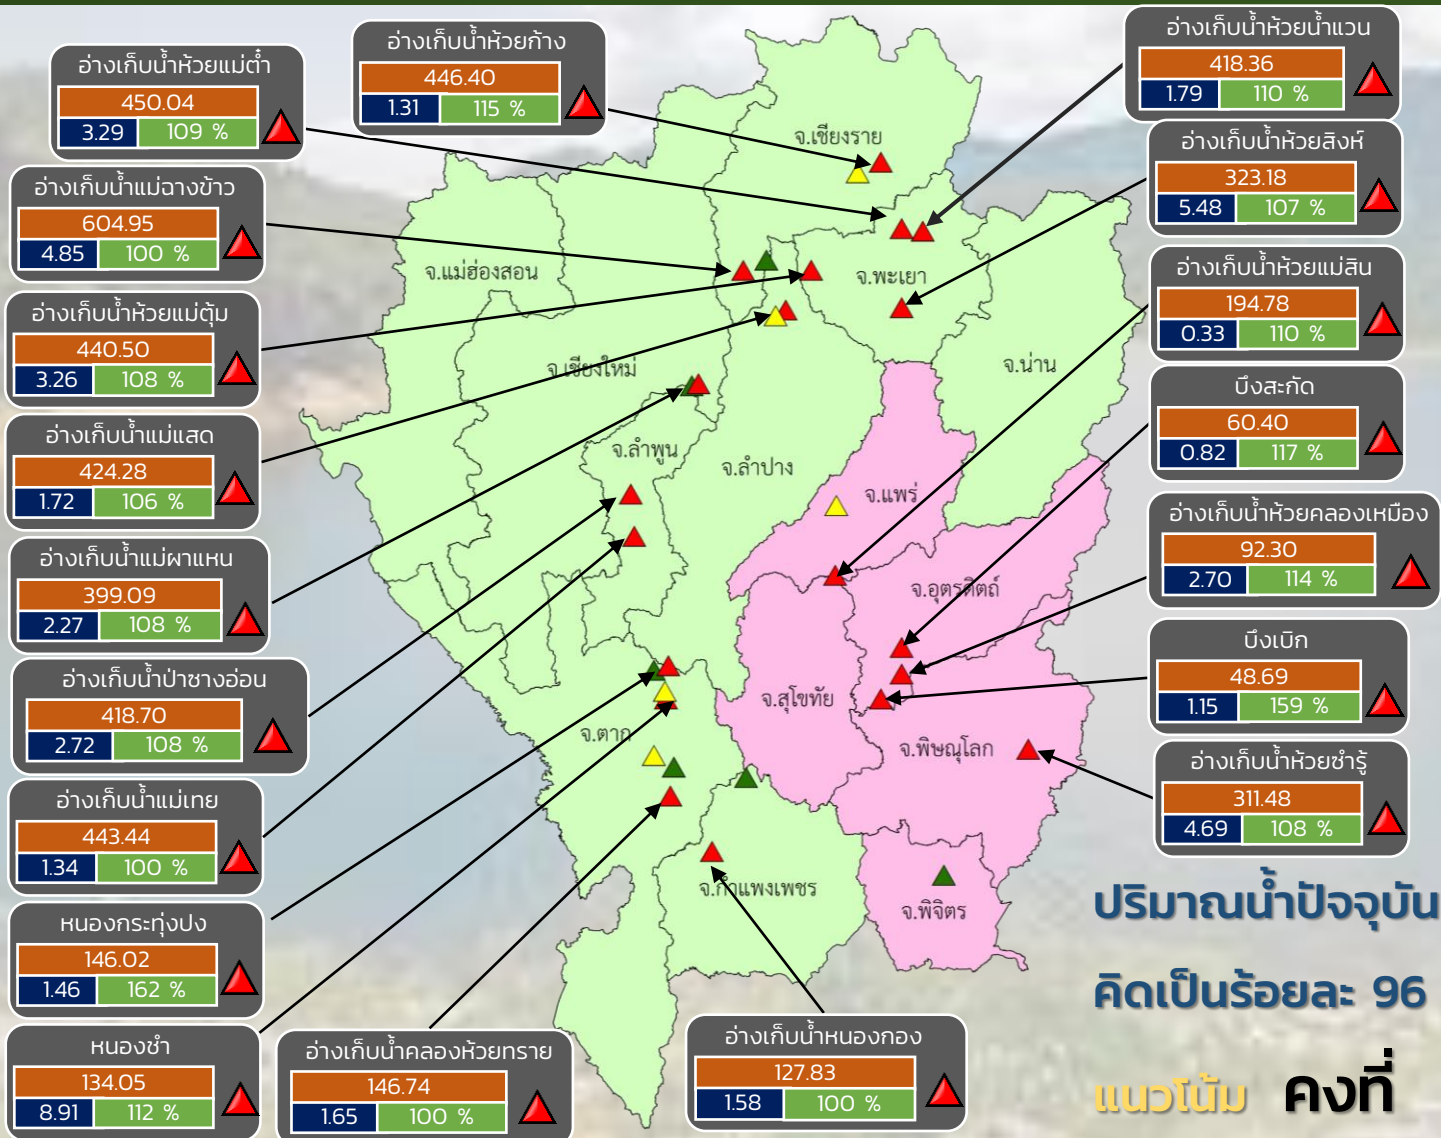 อ่างเก็บน้ำห้วยแม่ต่ำ
450.04
3.29 109 %
อ่างเก็บน้ำห้วยก้าง
446.40
1.31 115 %
อ่างเก็บน้ำห้วยน้ำแวน
418.36
1.79 110 %
อ่างเก็บน้ำแม่ฉางข้าว
604.95
4.85 100 %
อ่างเก็บน้ำห้วยสิงห์
323.18
5.48 107 %
อ่างเก็บน้ำห้วยแม่ตุ้ม
440.50
3.26 108 %
อ่างเก็บน้ำห้วยแม่สิน
194.78
0.33 110 %
อ่างเก็บน้ำแม่แสด
424.28
1.72 106 %
บึงสะกัด
60.40
0.82 117 %
อ่างเก็บน้ำแม่ผาแหน
399.09
2.27 108 %
อ่างเก็บน้ำห้วยคลองเหมือง
92.30
2.70 114 %
อ่างเก็บน้ำป่าซางอ่อน
418.70
2.72 108 %
บึงเบิก
48.69
1.15 159 %
อ่างเก็บน้ำแม่เทย
443.44
1.34 100 %
อ่างเก็บน้ำห้วยซำรู้
311.48
4.69 108 %
หนองกระทุ่งปง
146.02
1.46 162 %
หนองซำ
134.05
8.91 112 %
อ่างเก็บน้ำคลองห้วยทราย
146.74
1.65 100 %
อ่างเก็บน้ำหนองกอง
127.83
1.58 100 %
จ.เชียงราย
จ.แม่ฮ่องสอน
จ.พะเยา
จ.น่าน
จ.เชียงใหม่
จ.ลำพูน
จ.ลำปาง
จ.แพร่
จ.อุตรดิตถ์
จ.สุโขทัย
จ.ตาก
จ.พิษณุโลก
จ.กำแพงเพชร
จ.พิจิตร
ปริมาณน้ำปัจจุบัน
คิดเป็นร้อยละ 96
แนวโน้ม คงที่